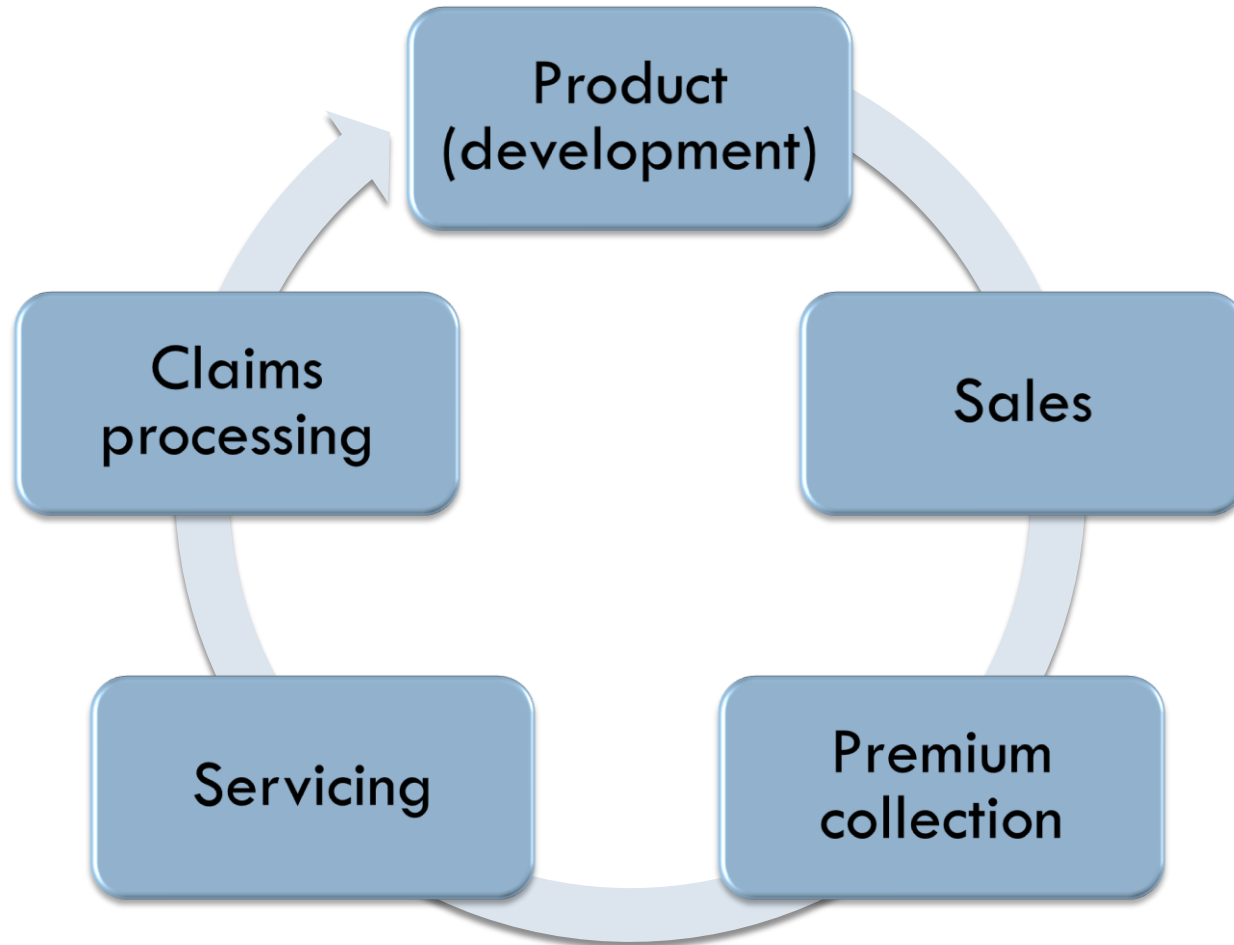 Product
(development)
Sales
Premium
collection
Servicing
Claims
processing